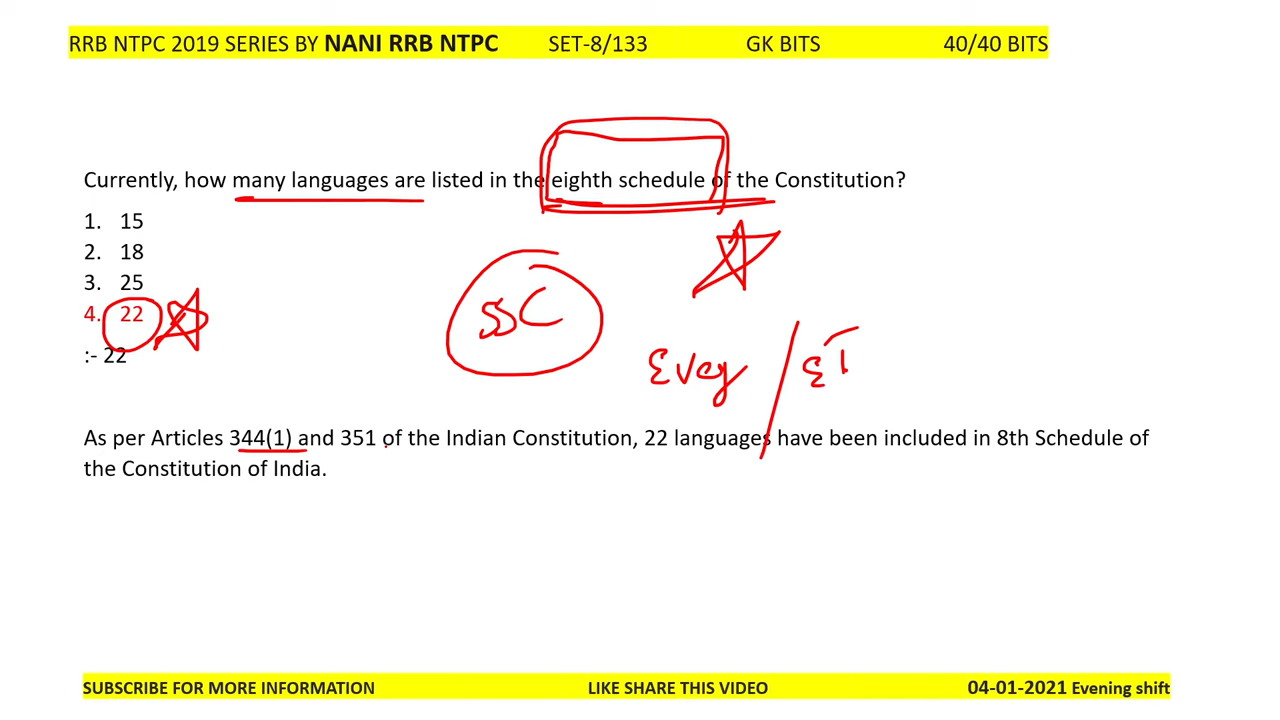 RRB NTPC 2019 SERIES BY NANI RRB NTPC SET-8/133 GK BITS 40/40 BITS
Currently, how many languages are listed in the eighth schedule of the Constitution?
1. 15
2. 18
3. 25
4. 22
SSC
:- 22
As per Articles 344(1) and 351 of the Indian Constitution, 22 languages have been included in 8th Schedule of
the Constitution of India.
SUBSCRIBE FOR MORE INFORMATION LIKE SHARE THIS VIDEO 04-01-2021 Evening shift